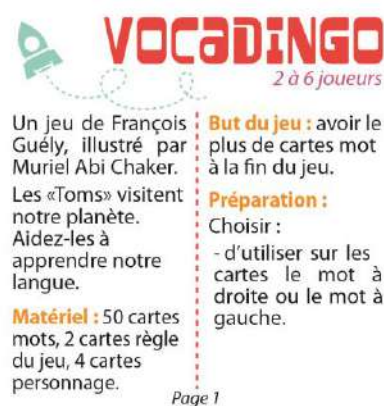 VOCADINGO
2 à 6 joueurs
Un jeu de François
Guély, illustré par
Muriel Abi Chaker.
Les «Toms» visitent
notre planète.
Aidez-les à
apprendre notre
langue.
Matériel : 50 cartes
mots, 2 cartes règle
du jeu, 4 cartes
personnage.
But du jeu : avoir le
plus de cartes mot
à la fin du jeu.
Préparation :
Choisir :
- d'utiliser sur les
cartes le mot à
droite ou le mot à
gauche.
Page 1